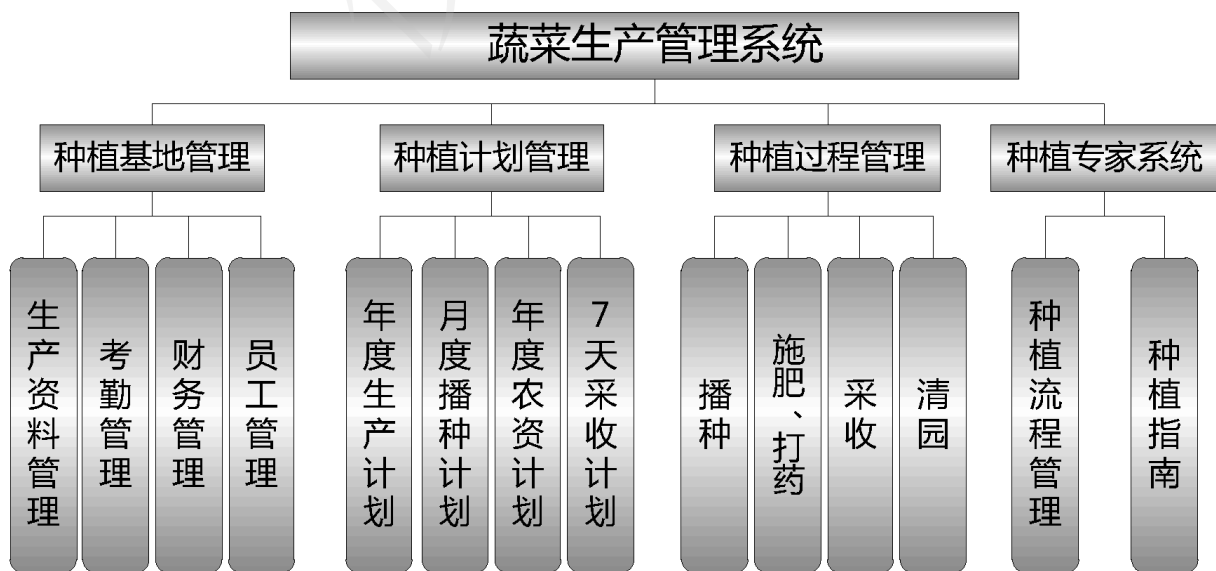 蔬菜生产管理系统
种植基地管理
种植计划管理
种植过程管理
种植专家系统
生产资料管理
考勤管理
财务管理
员工管理
年度生产计划
月度播种计划
年度农资计划
7天采收计划
播种
施肥、打药
采收
清园
种植流程管理
种植指南